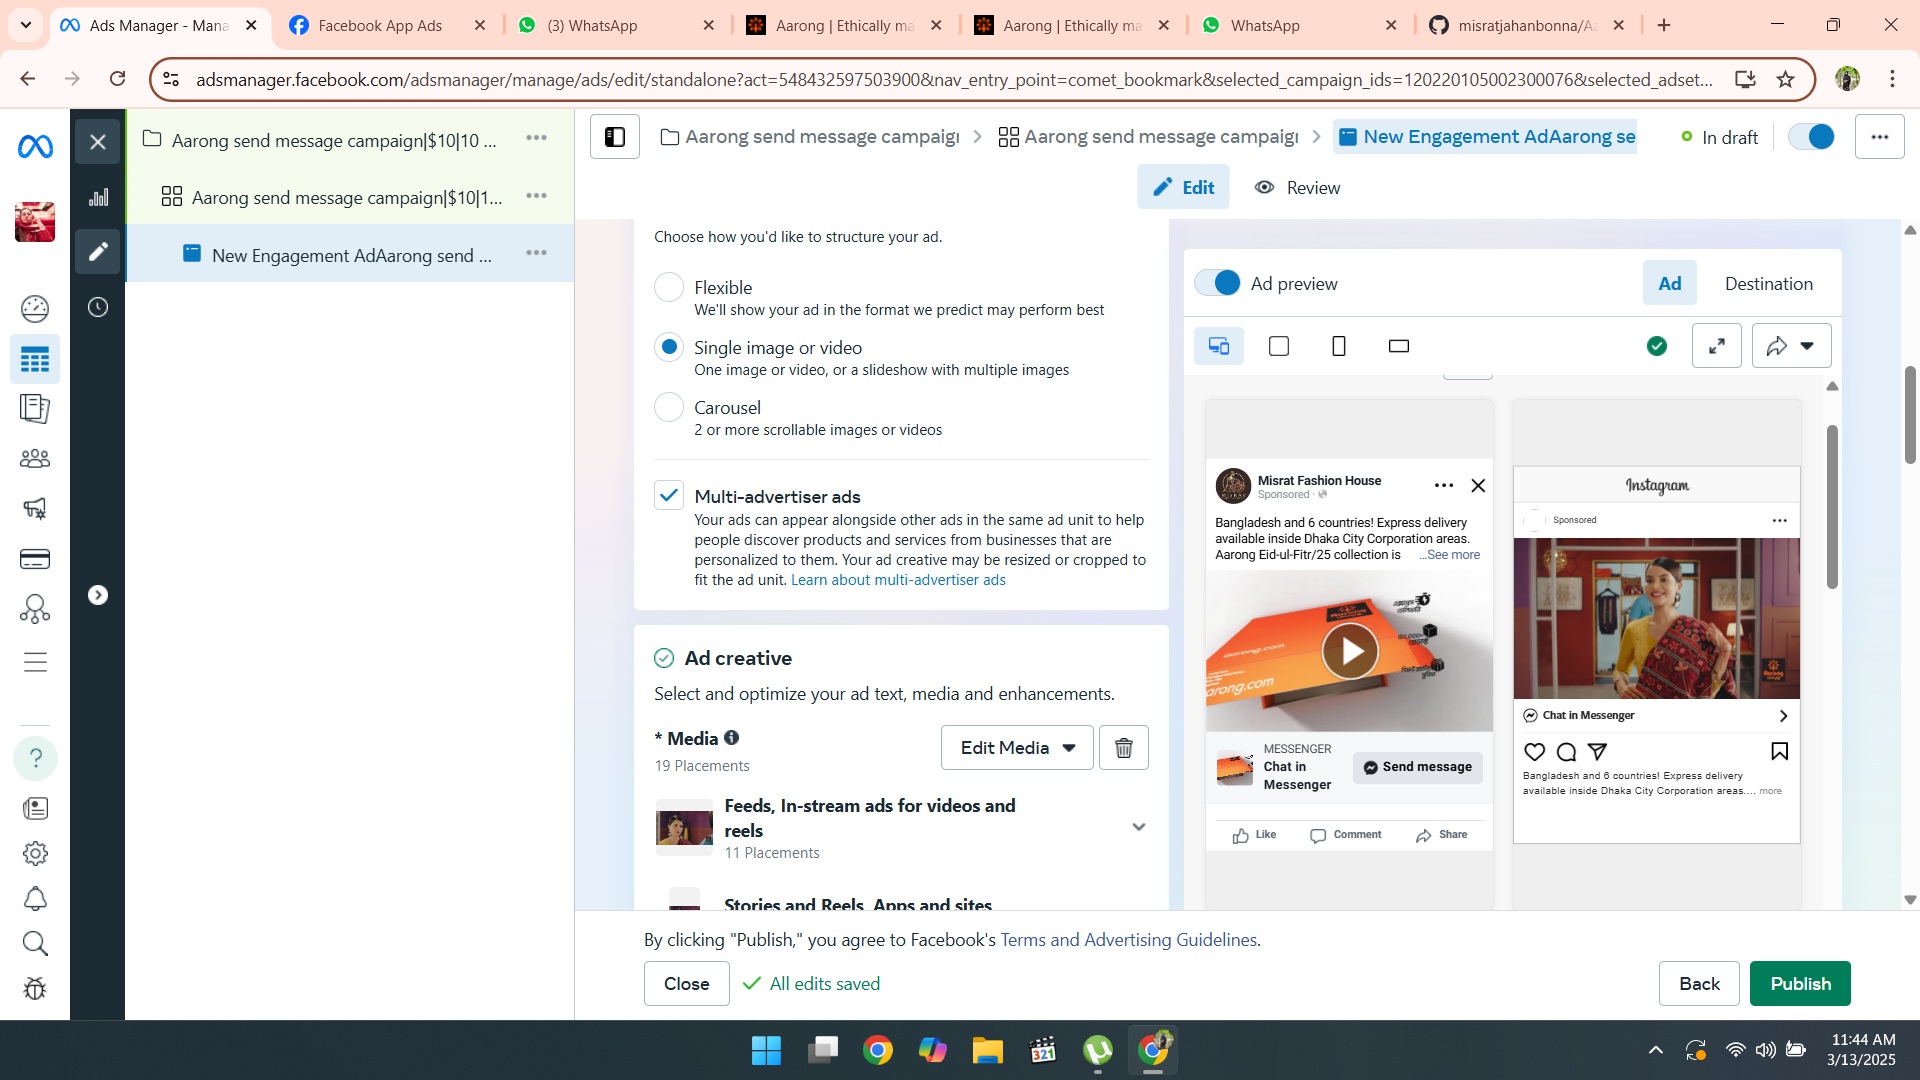 Ads Manager - Mana
Facebook App Ads
(3) WhatsApp
Aarong | Ethically ma
Aarong | Ethically ma
WhatsApp
misratjahanbonna/Aa
adsmanager.facebook.com/adsmanager/manage/ads/edit/standalone?act=548432597503900&nav_entry_point=comet_bookmark&selected_campaign_ids=120220105002300076&selected_adset...
Aarong send message campaign|$10|10 ...
Aarong send message campaign|$10|1...
New Engagement AdAarong send ...
Aarong send message campaign
Aarong send message campaign
New Engagement AdAarong se
In draft
Edit
Review
Choose how you'd like to structure your ad.
Flexible
We'll show your ad in the format we predict may perform best
Single image or video
One image or video, or a slideshow with multiple images
Carousel
2 or more scrollable images or videos
Multi-advertiser ads
Your ads can appear alongside other ads in the same ad unit to help
people discover products and services from businesses that are
personalized to them. Your ad creative may be resized or cropped to
fit the ad unit. Learn about multi-advertiser ads
Ad creative
Select and optimize your ad text, media and enhancements.
* Media
19 Placements
Edit Media
Feeds, In-stream ads for videos and
reels
11 Placements
Stories and Reels, Apps and sites
Ad preview
Ad
Destination
Misrat Fashion House
Sponsored ·
Bangladesh and 6 countries! Express delivery
available inside Dhaka City Corporation areas.
Aarong Eid-ul-Fitr/25 collection is ...See more
aarong.com
arong.com
Aarong
MESSENGER
Chat in
Messenger
Send message
Like
Comment
Share
Instagram
Sponsored
Aarong
Chat in Messenger
Bangladesh and 6 countries! Express delivery
available inside Dhaka City Corporation areas.... more
By clicking "Publish," you agree to Facebook's Terms and Advertising Guidelines.
Close
All edits saved
Back
Publish
321
11:44 AM
3/13/2025